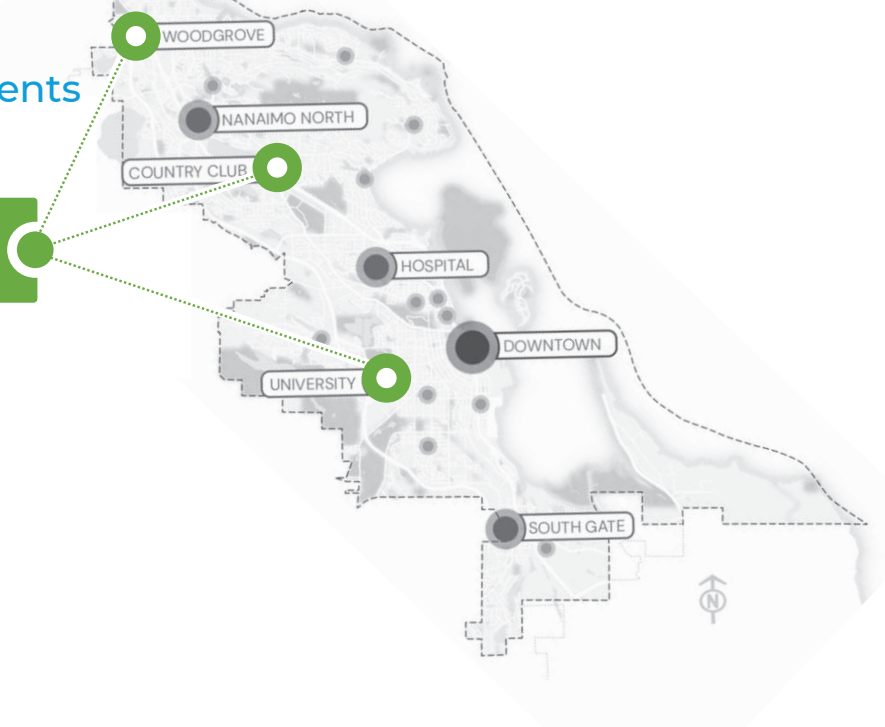 WOODGROVE
ents
NANAIMO NORTH
COUNTRY CLUB
HOSPITAL
DOWNTOWN
UNIVERSITY
SOUTH GATE
N